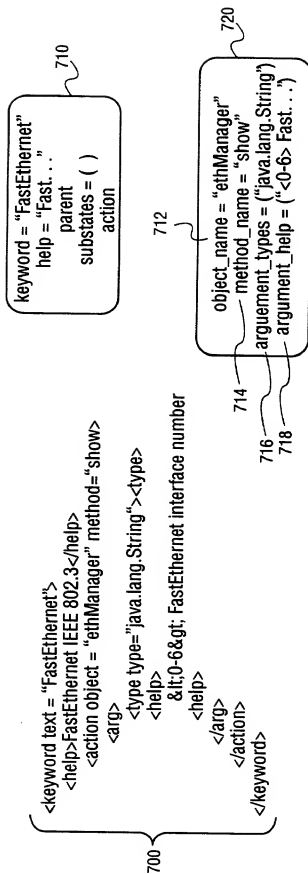 <keyword text = "FastEthernet">
<help>FastEthernet IEEE 802.3</help>
<action object = "ethManager" method="show>
<arg>
<type type="java.lang.String"><type>
<help>
&lt;0-6&gt; FastEthernet interface number
<help>
</arg>
</action>
</keyword>
700
710
keyword = "FastEthernet"
help = "Fast. . ."
parent
substates = ( )
action
712
720
object_name = "ethManager"
714
method_name = "show"
716
arguement_types = ("java.lang.String")
718
argument_help = ("<0-6> Fast. . .")